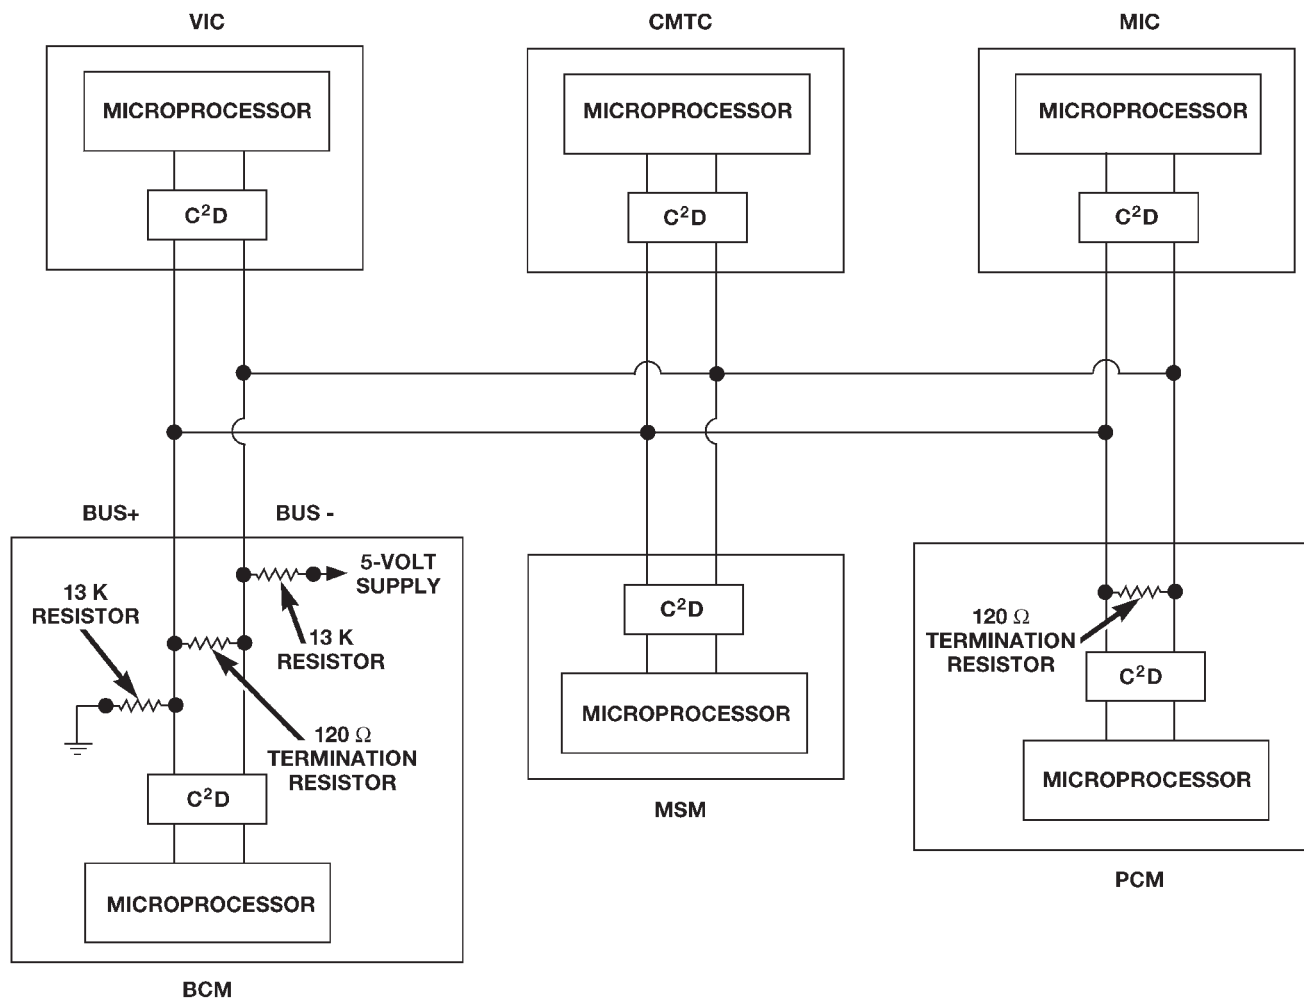 VIC
CMTC
MIC
MICROPROCESSOR
MICROPROCESSOR
MICROPROCESSOR
C²D
C²D
C²D
BUS+
BUS -
5-VOLT
SUPPLY
13 K
RESISTOR
13 K
RESISTOR
120 Ω
TERMINATION
RESISTOR
C²D
MICROPROCESSOR
BCM
C²D
MICROPROCESSOR
MSM
120 Ω
TERMINATION
RESISTOR
C²D
MICROPROCESSOR
PCM